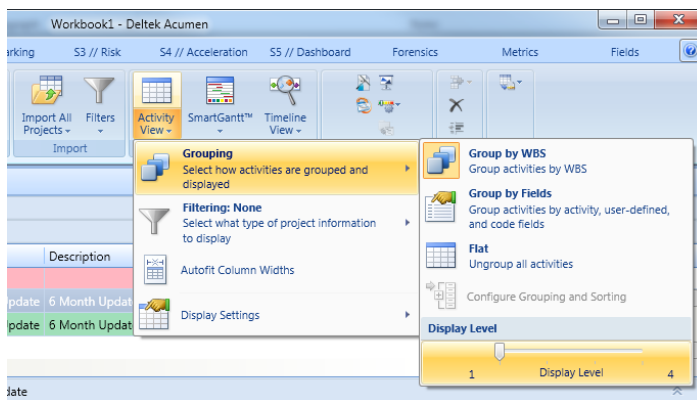 Workbook1 - Deltek Acumen
arking S3 // Risk S4 // Acceleration S5 // Dashboard Forensics Metrics Fields
Import All Projects
Filters
Activity View
SmartGantt™
Timeline View
Import
Grouping
Select how activities are grouped and
displayed
Filtering: None
Select what type of project information
to display
Autofit Column Widths
Display Settings
Group by WBS
Group activities by WBS
Group by Fields
Group activities by activity, user-defined,
and code fields
Flat
Ungroup all activities
Configure Grouping and Sorting
Display Level
1 Display Level 4
Description
Update 6 Month Updat
pdate 6 Month Updat
date